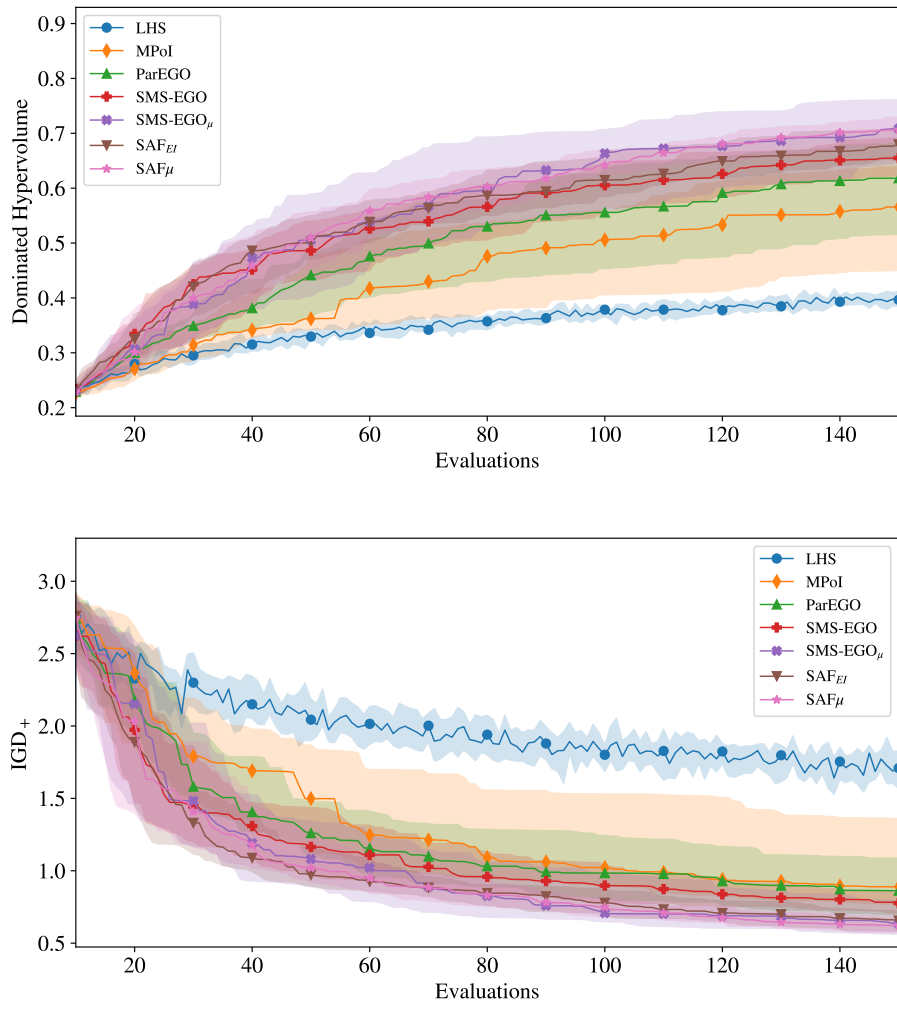 0.9
0.8
0.7
0.6
0.5
0.4
0.3
0.2
Dominated Hypervolume
LHS
MPoI
ParEGO
SMS-EGO
SMS-EGOμ
SAFEI
SAFμ
20 40 60 80 100 120 140
Evaluations
3.0
2.5
2.0
1.5
1.0
0.5
IGD+
LHS
MPoI
ParEGO
SMS-EGO
SMS-EGOμ
SAFEI
SAFμ
20 40 60 80 100 120 140
Evaluations